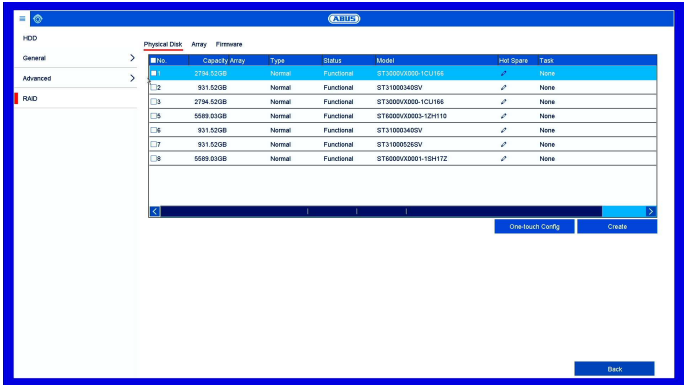 ABUS
HDD
General
Advanced
RAID
Physical Disk Array Firmware
No. Capacity Array Type Status Model Hot Spare Task
1 2794.52GB Normal Functional ST3000VX000-1CU166 None
2 931.52GB Normal Functional ST31000340SV None
3 2794.52GB Normal Functional ST3000VX000-1CU166 None
5 5589.03GB Normal Functional ST6000VX0003-1ZH110 None
6 931.52GB Normal Functional ST31000340SV None
7 931.52GB Normal Functional ST31000526SV None
8 5589.03GB Normal Functional ST6000VX0001-1SH17Z None
One-touch Config Create
Back